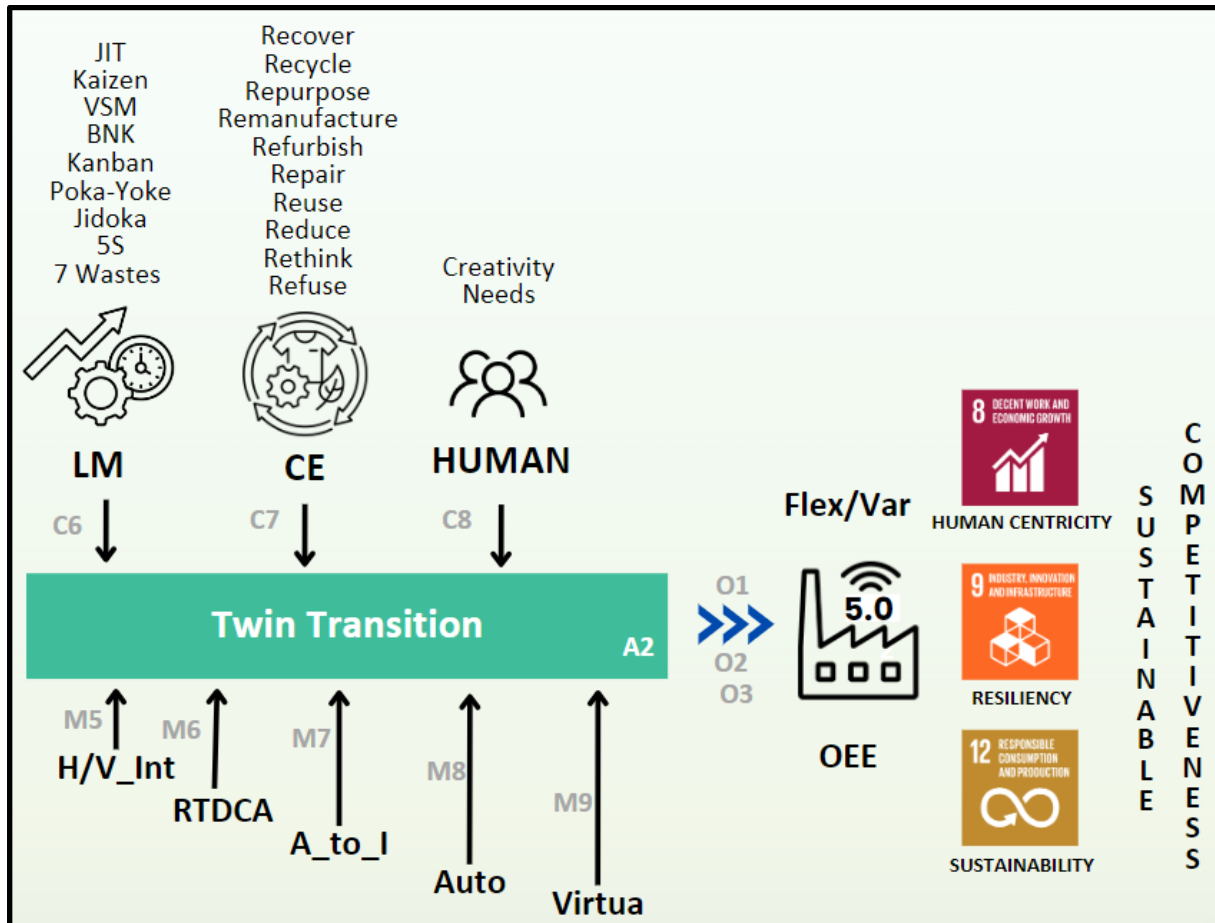 JIT
Kaizen
VSM
BNK
Kanban
Poka-Yoke
Jidoka
5S
7 Wastes
LM
C6
Recover
Recycle
Repurpose
Remanufacture
Refurbish
Repair
Reuse
Reduce
Rethink
Refuse
CE
C7
Creativity
Needs
HUMAN
C8
Twin Transition
A2
M5
H/V_Int
M6
RTDCA
M7
A_to_I
M8
Auto
M9
Virtua
O1
O2
O3
Flex/Var
5.0
OEE
8 DECENT WORK AND
ECONOMIC GROWTH
HUMAN CENTRICITY
9 INDUSTRY, INNOVATION
AND INFRASTRUCTURE
RESILIENCY
12 RESPONSIBLE
CONSUMPTION
AND PRODUCTION
SUSTAINABILITY
SUSTAINABLE
COMPETITIVENESS